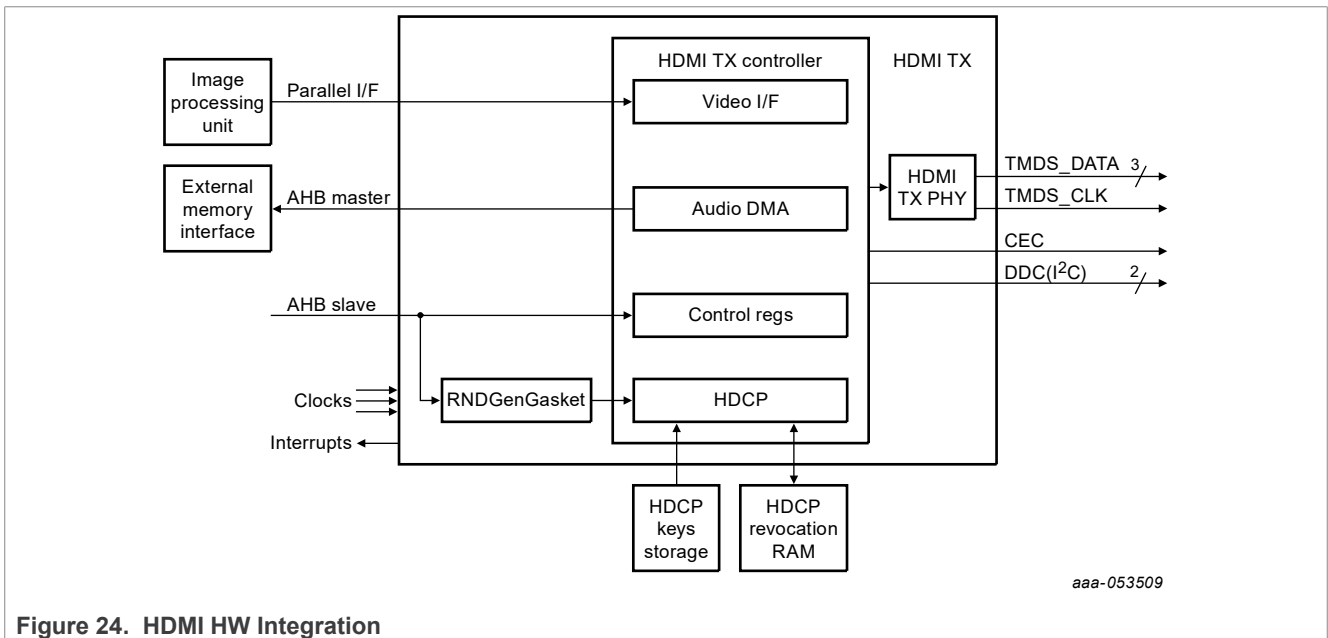 HDMI TX controller
HDMI TX
Image
processing
unit
Parallel I/F
Video I/F
External
memory
interface
AHB master
Audio DMA
HDMI
TX PHY
TMDS_DATA 3
TMDS_CLK
CEC
DDC(I²C) 2
AHB slave
Control regs
Clocks
RNDGenGasket
HDCP
Interrupts
HDCP
keys
storage
HDCP
revocation
RAM
aaa-053509
Figure 24. HDMI HW Integration